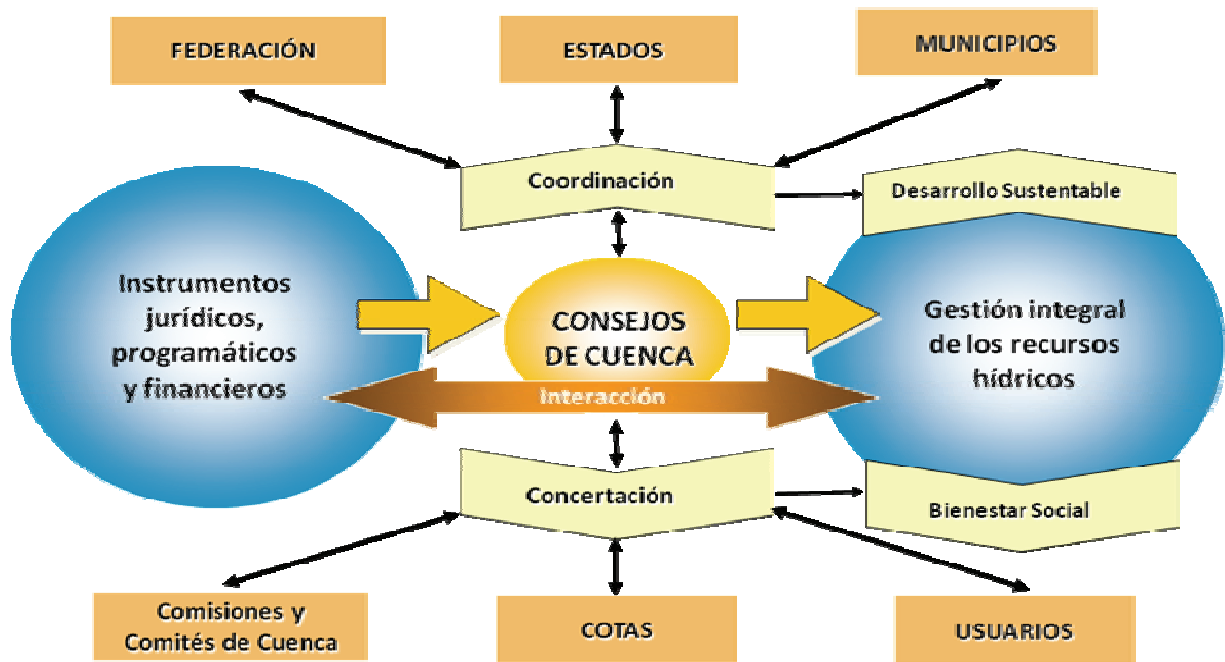 FEDERACIÓN
ESTADOS
MUNICIPIOS
Coordinación
Desarrollo Sustentable
Instrumentos
jurídicos,
programáticos
y financieros
CONSEJOS
DE CUENCA
Gestión integral
de los recursos
hídricos
Interacción
Concertación
Bienestar Social
Comisiones y
Comités de Cuenca
COTAS
USUARIOS